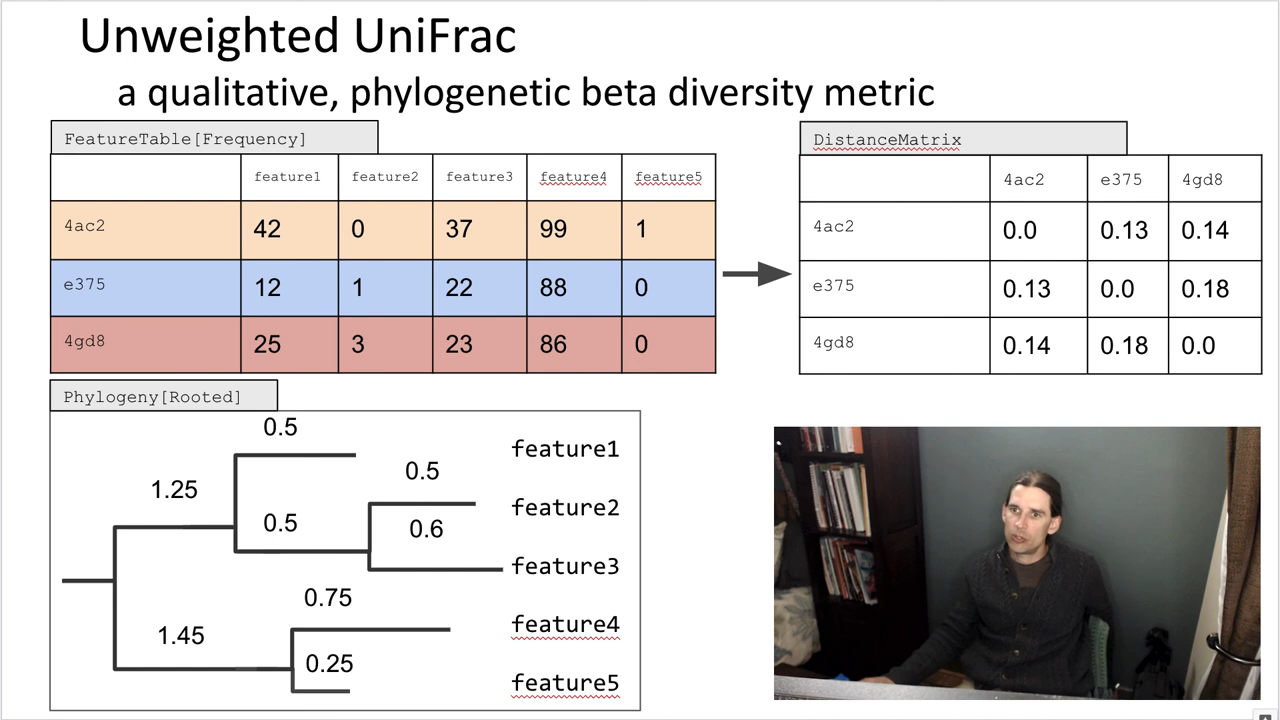 Unweighted UniFrac
a qualitative, phylogenetic beta diversity metric
FeatureTable[Frequency]
feature1 feature2 feature3 feature4 feature5
4ac2 42 0 37 99 1
e375 12 1 22 88 0
4gd8 25 3 23 86 0
DistanceMatrix
4ac2 e375 4gd8
4ac2 0.0 0.13 0.14
e375 0.13 0.0 0.18
4gd8 0.14 0.18 0.0
Phylogeny[Rooted]
0.5
feature1
0.5
1.25
feature2
0.5
0.6
feature3
0.75
feature4
1.45
0.25
feature5